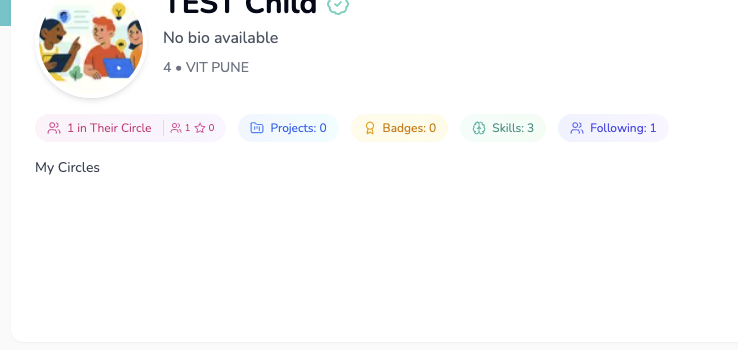 TEST Child
No bio available
4 • VIT PUNE
1 in Their Circle 1 0 Projects: 0 Badges: 0 Skills: 3 Following: 1
My Circles